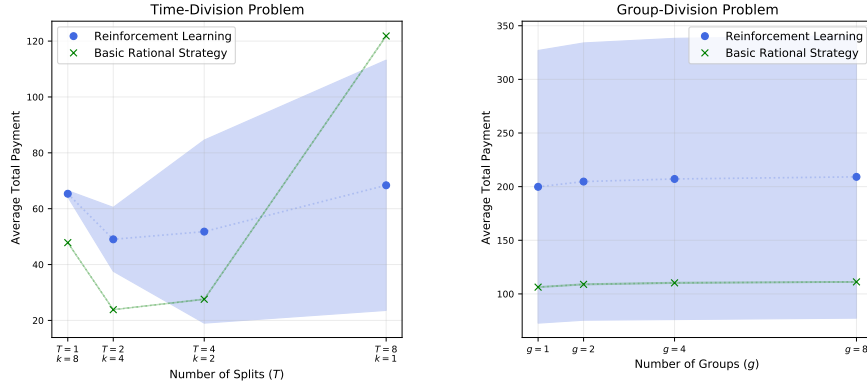 Time-Division Problem
Reinforcement Learning
Basic Rational Strategy
Average Total Payment
120
100
80
60
40
20
T = 1
k = 8
T = 2
k = 4
T = 4
k = 2
T = 8
k = 1
Number of Splits (T)
Group-Division Problem
Reinforcement Learning
Basic Rational Strategy
Average Total Payment
350
300
250
200
150
100
g = 1
g = 2
g = 4
g = 8
Number of Groups (g)